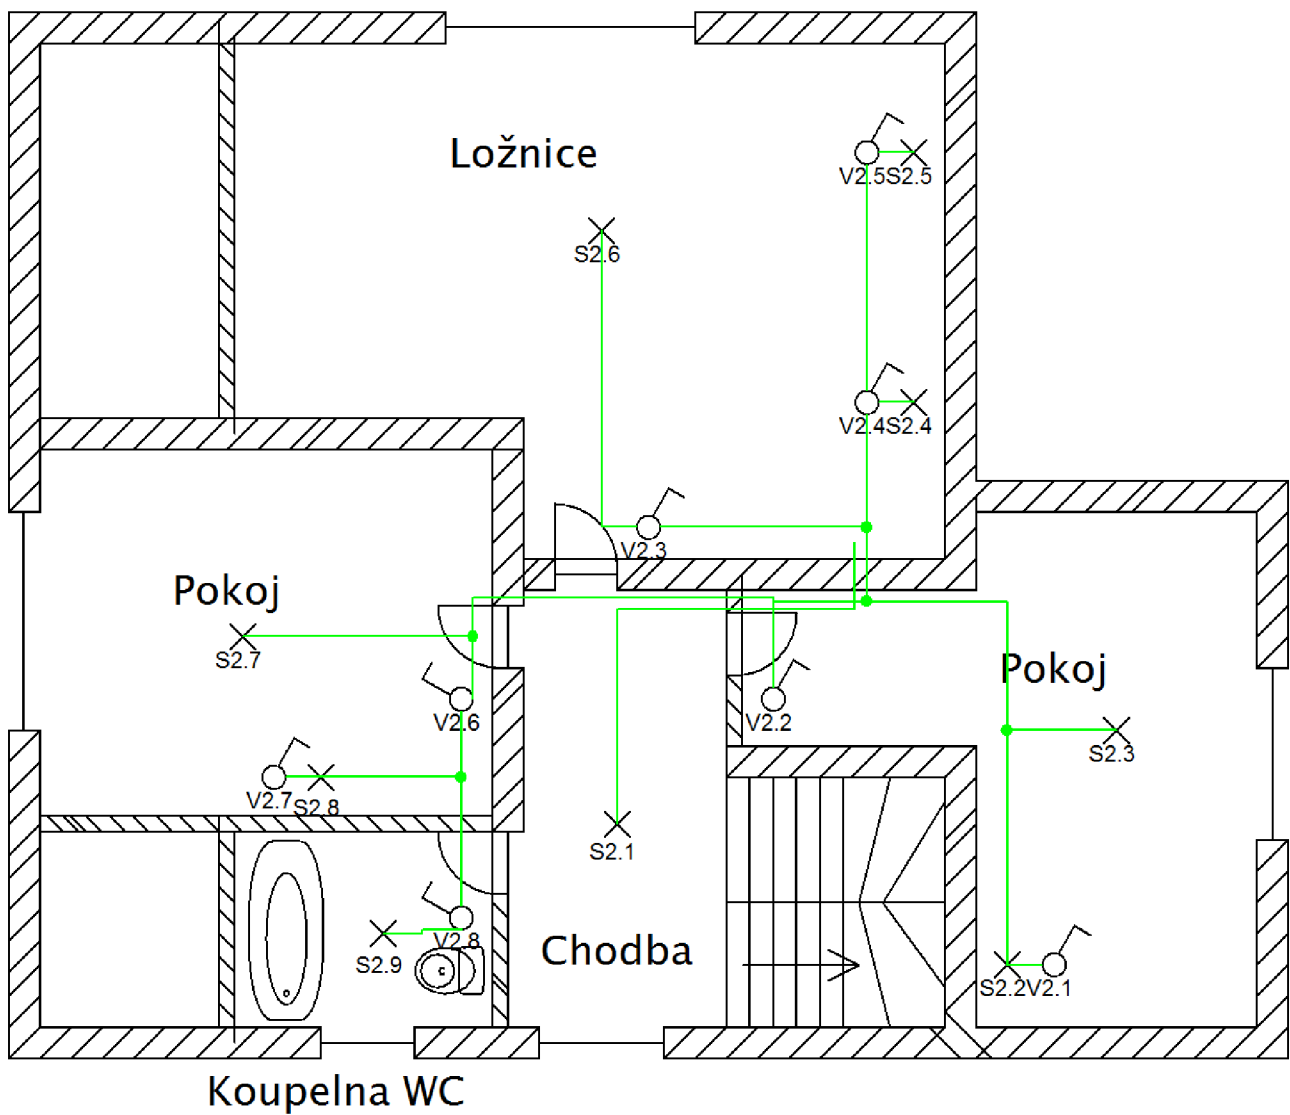 Ložnice
V2.5S2.5
S2.6
V2.4S2.4
V2.3
Pokoj
S2.7
Pokoj
V2.6
V2.2
S2.3
V2.7
S2.8
S2.1
V2.8
S2.9
Chodba
S2.2V2.1
Koupelna WC